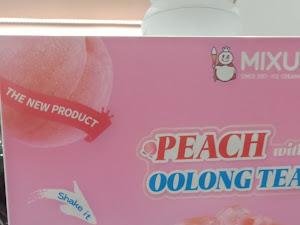 MIXU
SINCE 1997 · ICE CREAM
THE NEW PRODUCT
PEACH with
OOLONG TEA
Shake it